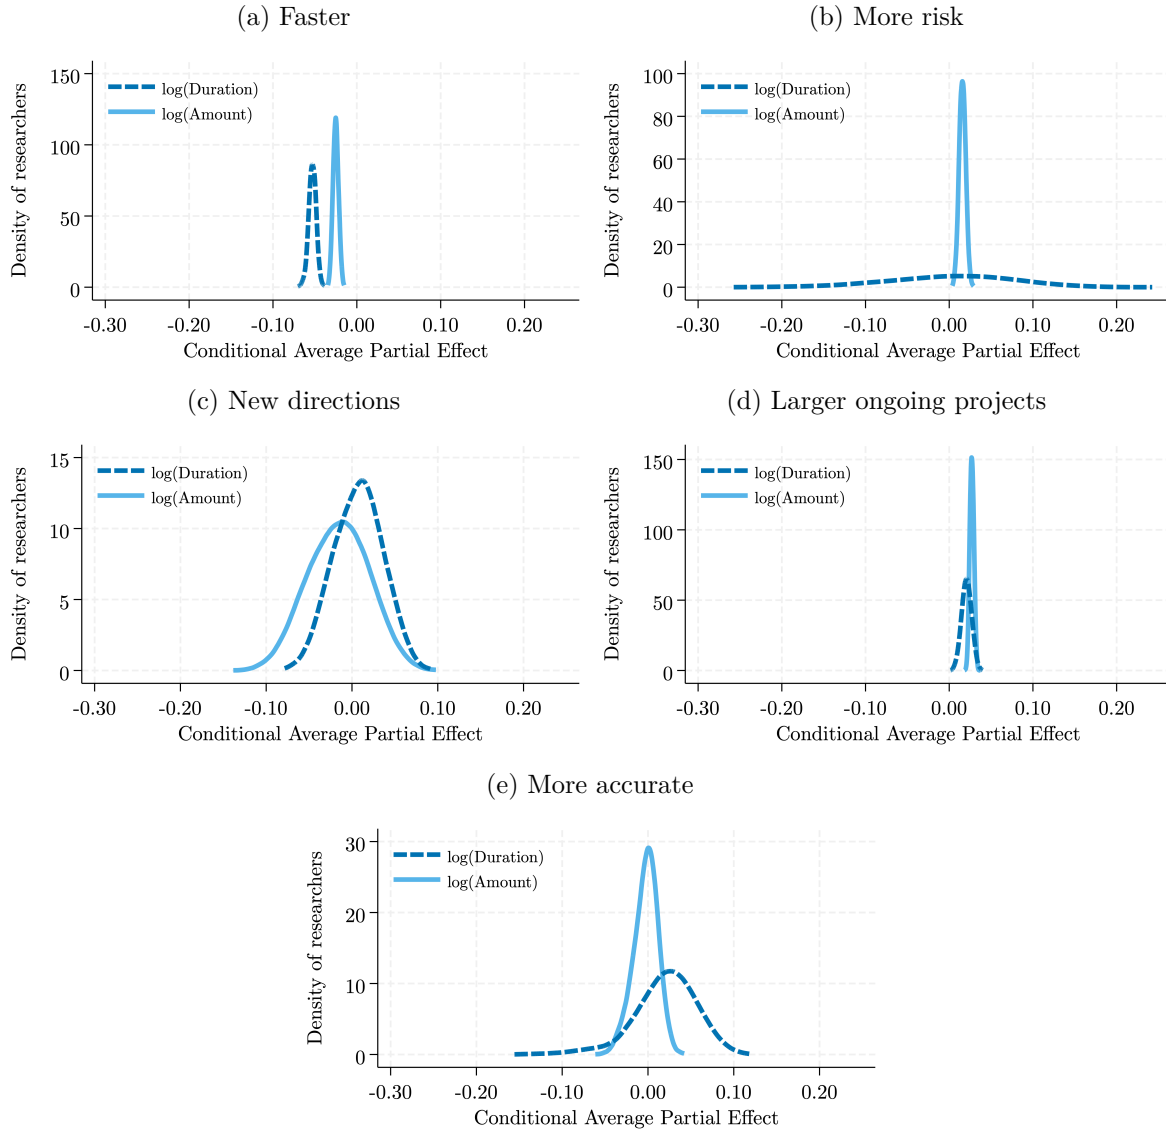 (a) Faster
Density of researchers
150
100
50
0
log(Duration)
log(Amount)
-0.30 -0.20 -0.10 0.00 0.10 0.20
Conditional Average Partial Effect
(b) More risk
Density of researchers
100
80
60
40
20
0
log(Duration)
log(Amount)
-0.30 -0.20 -0.10 0.00 0.10 0.20
Conditional Average Partial Effect
(c) New directions
Density of researchers
15
10
5
0
log(Duration)
log(Amount)
-0.30 -0.20 -0.10 0.00 0.10 0.20
Conditional Average Partial Effect
(d) Larger ongoing projects
Density of researchers
150
100
50
0
log(Duration)
log(Amount)
-0.30 -0.20 -0.10 0.00 0.10 0.20
Conditional Average Partial Effect
(e) More accurate
Density of researchers
30
20
10
0
log(Duration)
log(Amount)
-0.30 -0.20 -0.10 0.00 0.10 0.20
Conditional Average Partial Effect